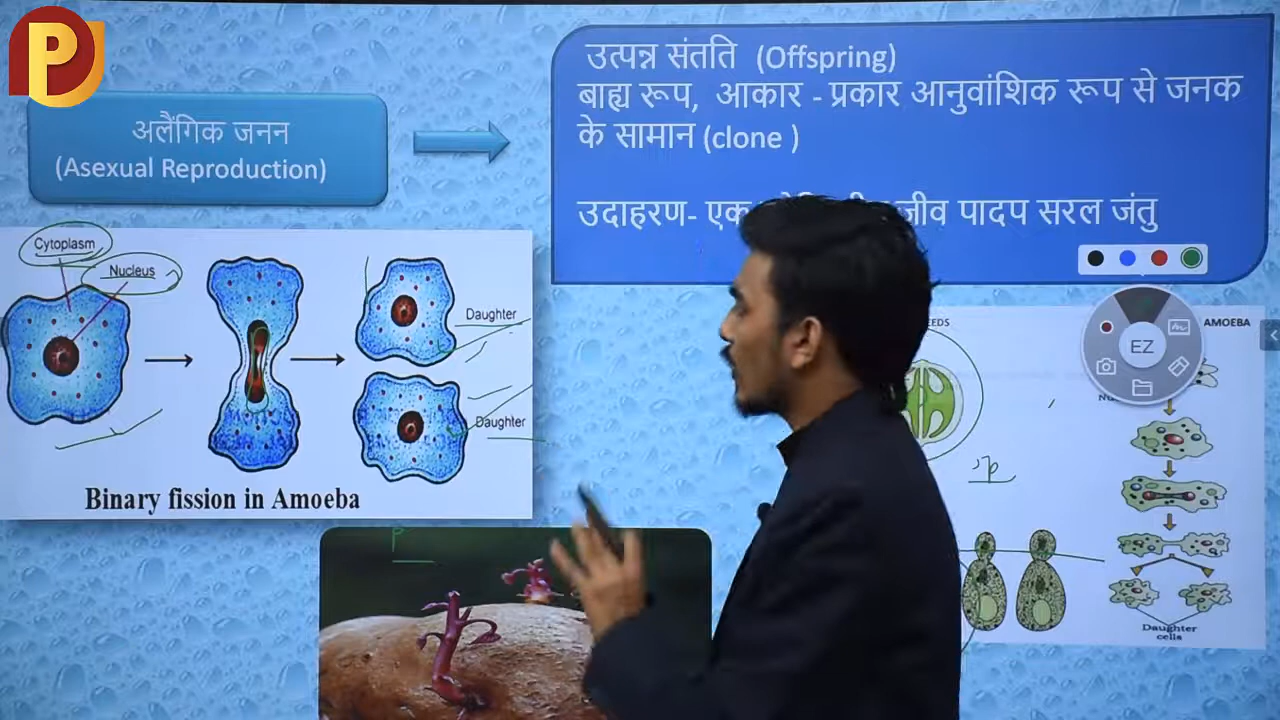 P
अलैंगिक जनन
(Asexual Reproduction)
उत्पन्न संतति (Offspring)
बाह्य रूप, आकार - प्रकार आनुवांशिक रूप से जनक
के सामान (clone )
उदाहरण- एक जीव पादप सरल जंतु
Cytoplasm
Nucleus
Daughter
Daughter
Binary fission in Amoeba
P
EZ
AMOEBA
Daughter
cells